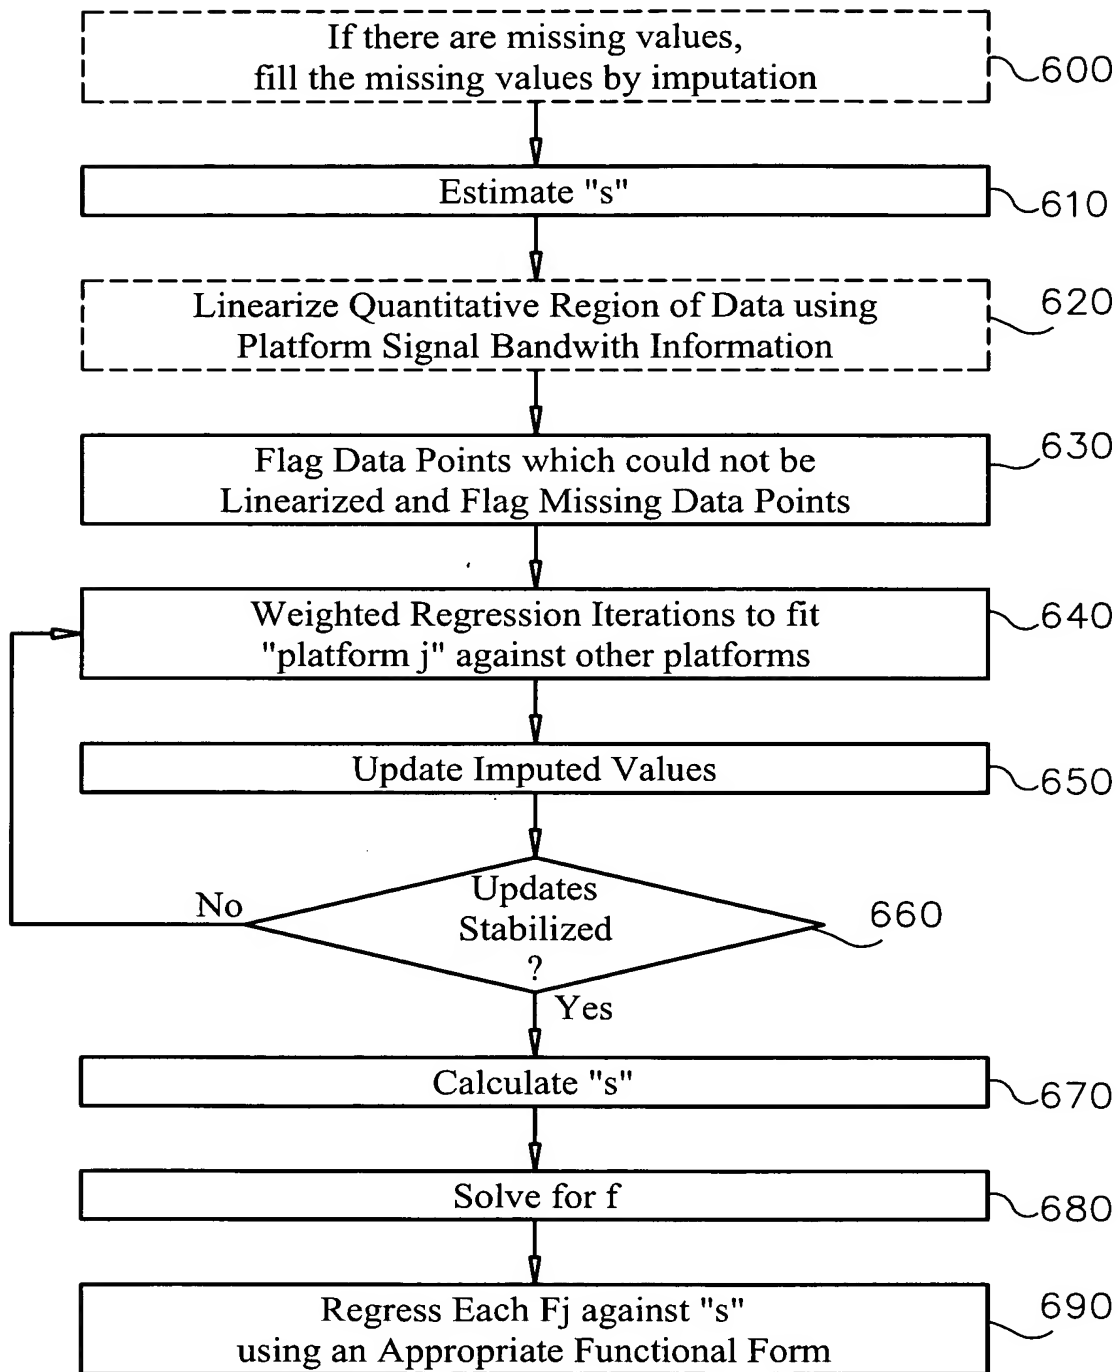 If there are missing values,
fill the missing values by imputation
600
Estimate "s"
610
Linearize Quantitative Region of Data using
Platform Signal Bandwith Information
620
Flag Data Points which could not be
Linearized and Flag Missing Data Points
630
Weighted Regression Iterations to fit
"platform j" against other platforms
640
Update Imputed Values
650
Updates
Stabilized
?
660
No
Yes
Calculate "s"
670
Solve for f
680
Regress Each Fj against "s"
using an Appropriate Functional Form
690